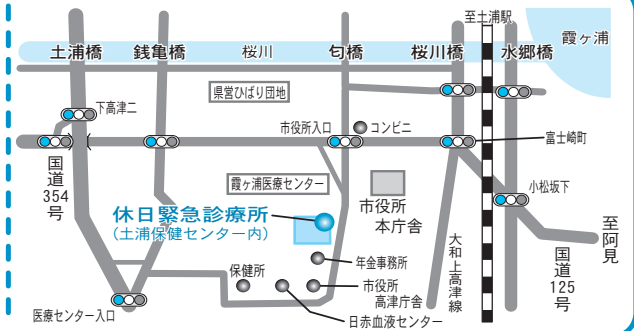 至土浦駅
霞ヶ浦
土浦橋
銭亀橋
桜川
匂橋
桜川橋
水郷橋
県営ひばり団地
下高津二
市役所入口
コンビニ
富士崎町
国道354号
霞ヶ浦医療センター
市役所
本庁舎
小松坂下
休日緊急診療所
(土浦保健センター内)
至阿見
大和上高津線
国道125号
年金事務所
保健所
市役所
高津庁舎
医療センター入口
日赤血液センター